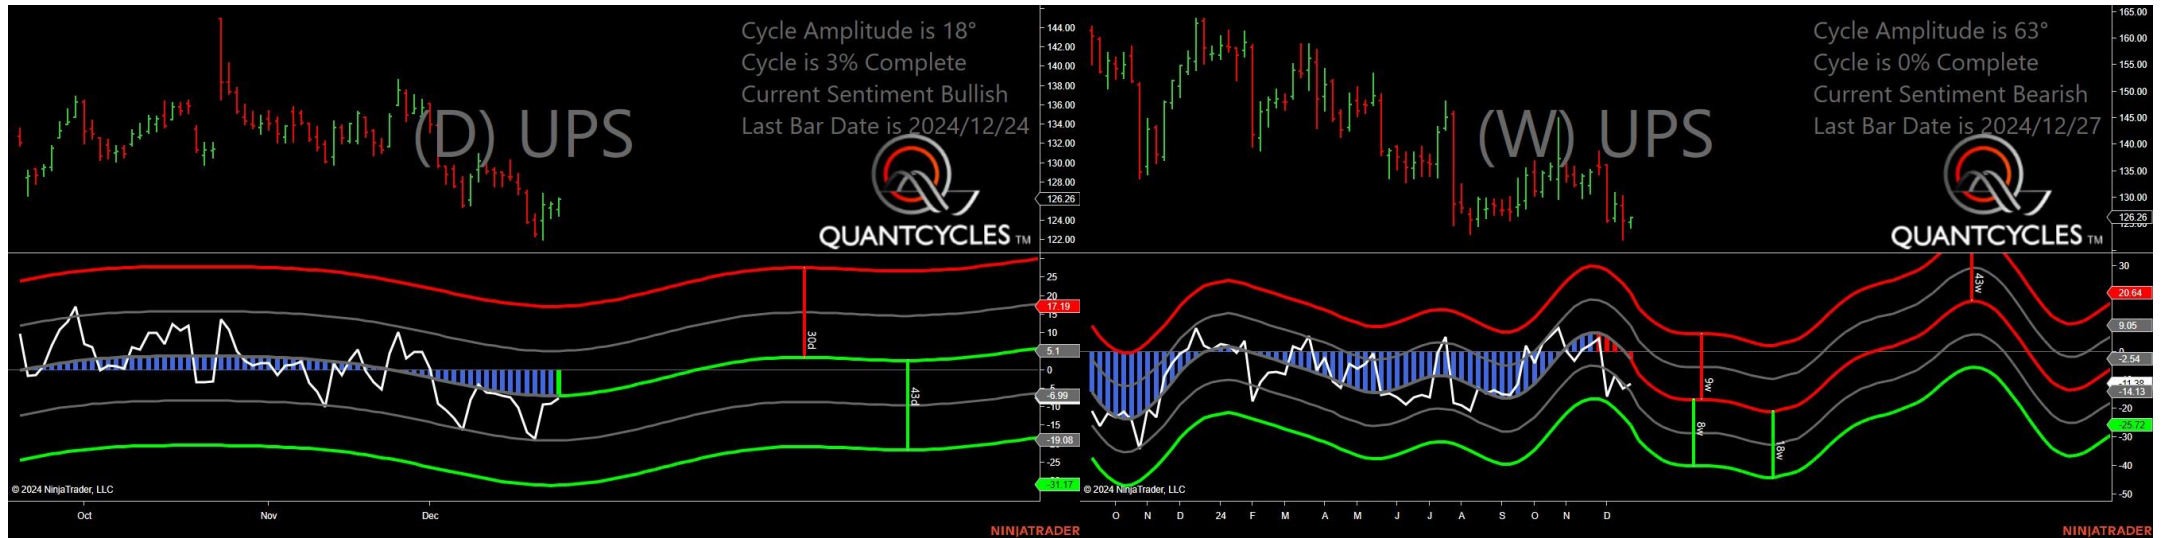 Cycle Amplitude is 18°
Cycle is 3% Complete
Current Sentiment Bullish
Last Bar Date is 2024/12/24
(D) UPS
QUANTCYCLES TM
144.00
142.00
140.00
138.00
136.00
134.00
132.00
130.00
128.00
126.26
124.00
122.00
25
20
17.19
15
10
5.1
0
-5
-6.99
-10
-15
-19.08
-25
-31.17
30d
43d
© 2024 NinjaTrader, LLC
Oct
Nov
Dec
NINJATRADER
Cycle Amplitude is 63°
Cycle is 0% Complete
Current Sentiment Bearish
Last Bar Date is 2024/12/27
(W) UPS
QUANTCYCLES TM
165.00
160.00
155.00
150.00
145.00
140.00
135.00
130.00
126.26
125.00
30
20.64
9.05
0
-2.54
-11.38
-14.13
-20
-25.72
-30
-40
-50
9w
8w
18w
43w
© 2024 NinjaTrader, LLC
O N D 24 F M A M J J A S O N D
NINJATRADER